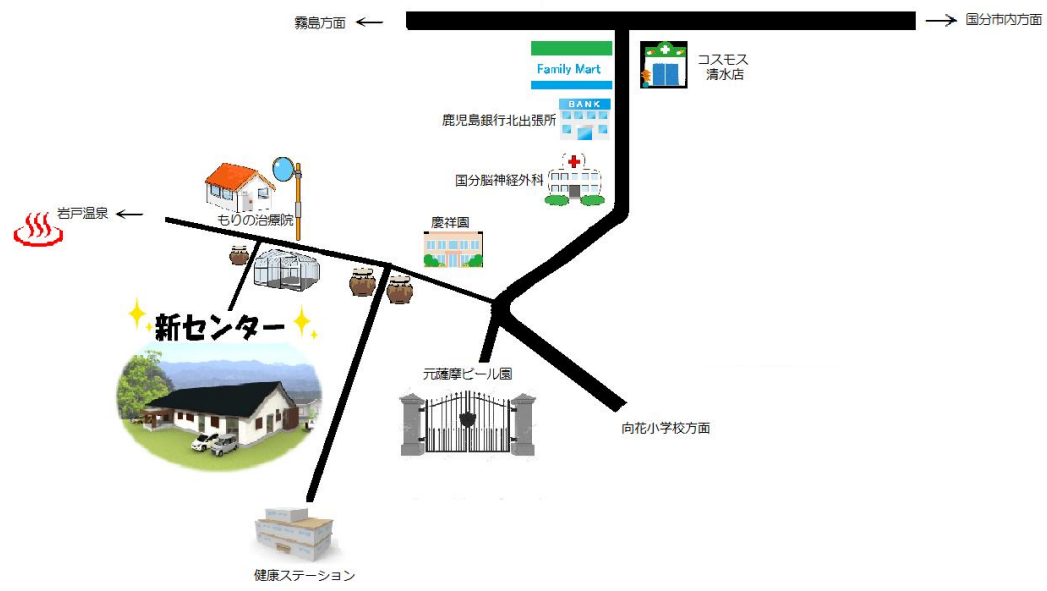 霧島方面
国分市内方面
Family Mart
コスモス
清水店
BANK
鹿児島銀行北出張所
国分脳神経外科
岩戸温泉
もりの治療院
慶祥園
新センター
元薩摩ビール園
向花小学校方面
健康ステーション